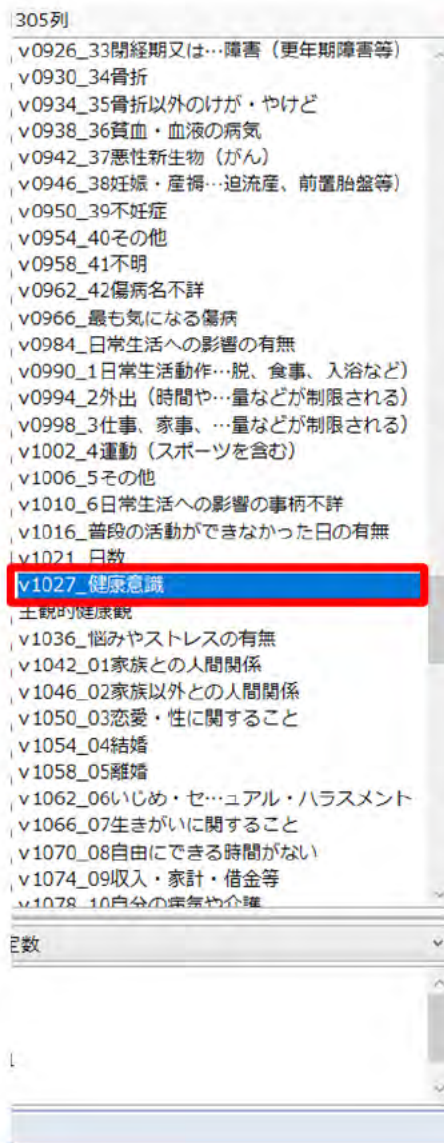 305列
v0926_33閉経期又は…障害（更年期障害等）
v0930_34骨折
v0934_35骨折以外のけが・やけど
v0938_36貧血・血液の病気
v0942_37悪性新生物（がん）
v0946_38妊娠・産褥…迫流産、前置胎盤等）
v0950_39不妊症
v0954_40その他
v0958_41不明
v0962_42傷病名不詳
v0966_最も気になる傷病
v0984_日常生活への影響の有無
v0990_1日常生活動作…脱、食事、入浴など）
v0994_2外出（時間や…量などが制限される）
v0998_3仕事、家事、…量などが制限される）
v1002_4運動（スポーツを含む）
v1006_5その他
v1010_6日常生活への影響の事柄不詳
v1016_普段の活動ができなかった日の有無
v1021_日数
v1027_健康意識
主観的健康観
v1036_悩みやストレスの有無
v1042_01家族との人間関係
v1046_02家族以外との人間関係
v1050_03恋愛・性に関すること
v1054_04結婚
v1058_05離婚
v1062_06いじめ・セ…ュアル・ハラスメント
v1066_07生きがいに関すること
v1070_08自由にできる時間がない
v1074_09収入・家計・借金等
v1078_10自分の病気や介護
定数